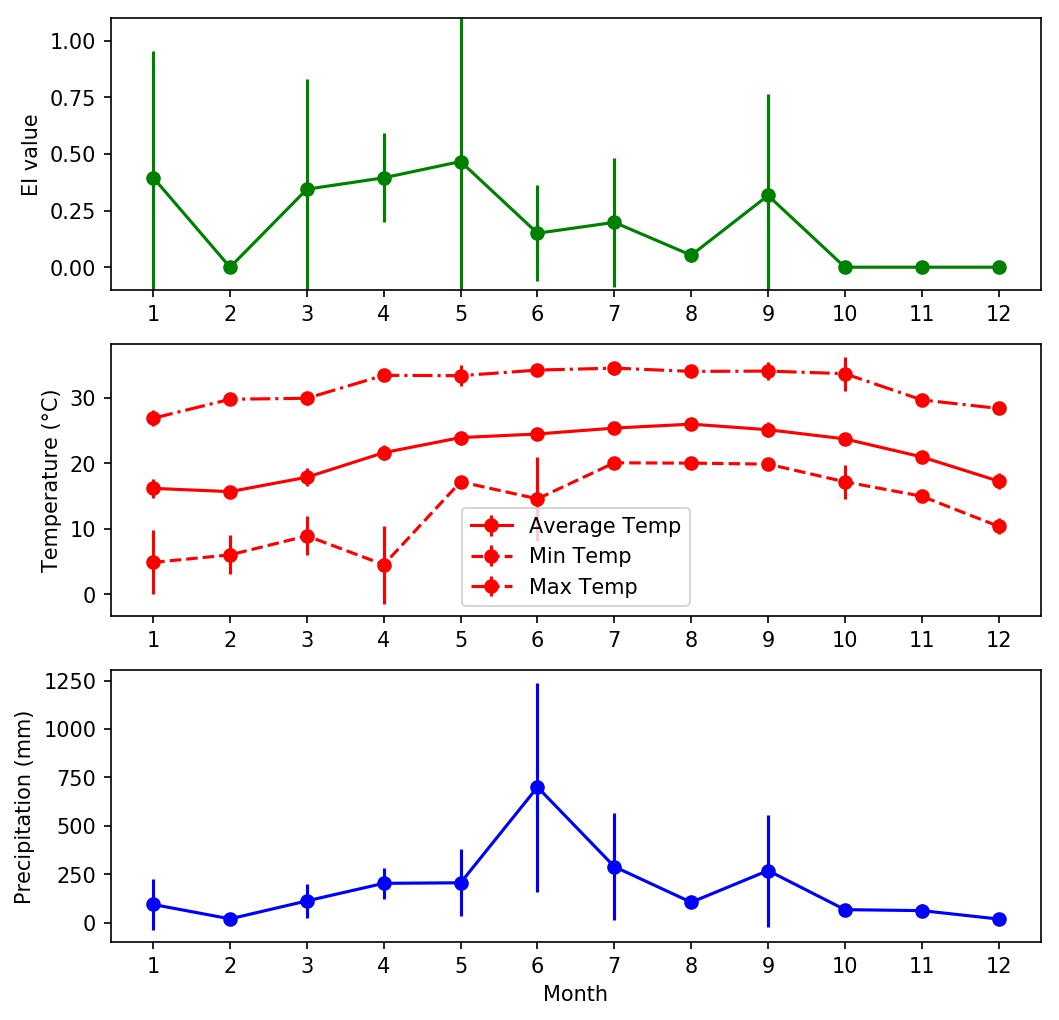 EI value
1.00
0.75
0.50
0.25
0.00
1 2 3 4 5 6 7 8 9 10 11 12
Temperature (°C)
30
20
10
0
Average Temp
Min Temp
Max Temp
1 2 3 4 5 6 7 8 9 10 11 12
Precipitation (mm)
1250
1000
750
500
250
0
1 2 3 4 5 6 7 8 9 10 11 12
Month